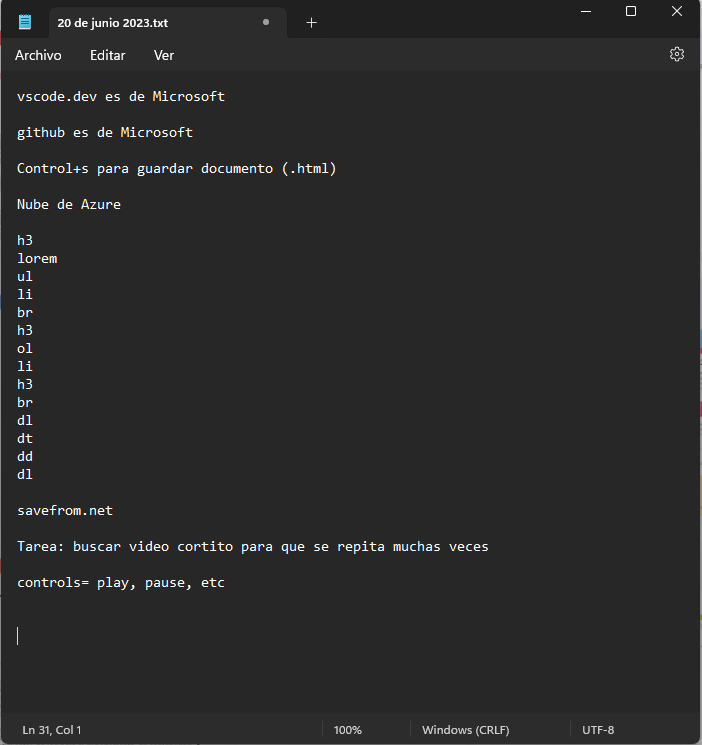 20 de junio 2023.txt
Archivo Editar Ver
vscode.dev es de Microsoft
github es de Microsoft
Control+s para guardar documento (.html)
Nube de Azure
h3
lorem
ul
li
br
h3
ol
li
h3
br
dl
dt
dd
dl
savefrom.net
Tarea: buscar video cortito para que se repita muchas veces
controls= play, pause, etc
Ln 31, Col 1 100% Windows (CRLF) UTF-8